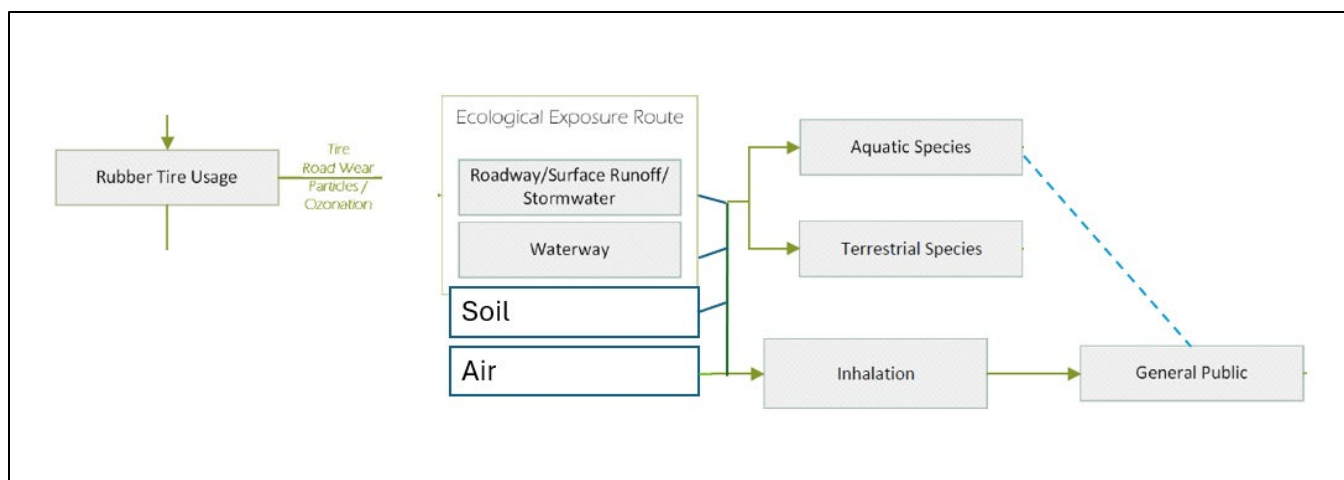 Ecological Exposure Route
Rubber Tire Usage
Tire
Road Wear
Particles /
Ozonation
Roadway/Surface Runoff/
Stormwater
Waterway
Soil
Air
Aquatic Species
Terrestrial Species
Inhalation
General Public